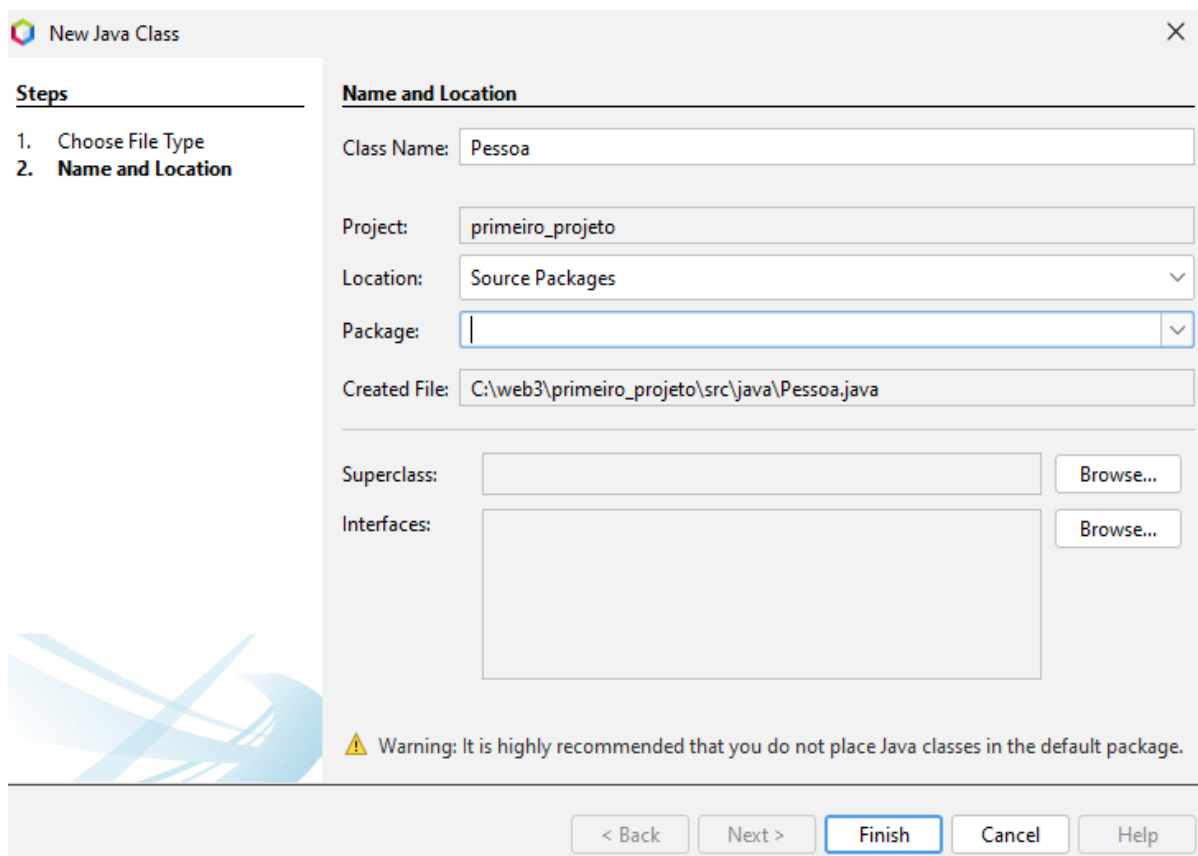 New Java Class
Steps
1. Choose File Type
2. Name and Location
Name and Location
Class Name: Pessoa
Project: primeiro_projeto
Location: Source Packages
Package:
Created File: C:\web3\primeiro_projeto\src\java\Pessoa.java
Superclass: Browse...
Interfaces: Browse...
Warning: It is highly recommended that you do not place Java classes in the default package.
< Back Next > Finish Cancel Help